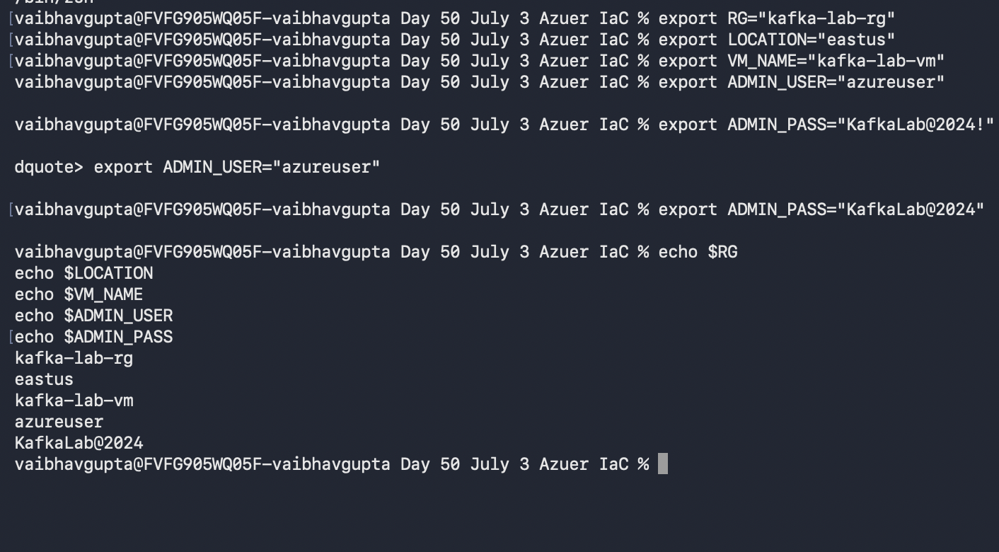 /bin/zsh
[vaibhavgupta@FVFG905WQ05F-vaibhavgupta Day 50 July 3 Azuer IaC % export RG="kafka-lab-rg"
[vaibhavgupta@FVFG905WQ05F-vaibhavgupta Day 50 July 3 Azuer IaC % export LOCATION="eastus"
[vaibhavgupta@FVFG905WQ05F-vaibhavgupta Day 50 July 3 Azuer IaC % export VM_NAME="kafka-lab-vm"
vaibhavgupta@FVFG905WQ05F-vaibhavgupta Day 50 July 3 Azuer IaC % export ADMIN_USER="azureuser"
vaibhavgupta@FVFG905WQ05F-vaibhavgupta Day 50 July 3 Azuer IaC % export ADMIN_PASS="KafkaLab@2024!"
dquote> export ADMIN_USER="azureuser"
[vaibhavgupta@FVFG905WQ05F-vaibhavgupta Day 50 July 3 Azuer IaC % export ADMIN_PASS="KafkaLab@2024"
vaibhavgupta@FVFG905WQ05F-vaibhavgupta Day 50 July 3 Azuer IaC % echo $RG
echo $LOCATION
echo $VM_NAME
echo $ADMIN_USER
[echo $ADMIN_PASS
kafka-lab-rg
eastus
kafka-lab-vm
azureuser
KafkaLab@2024
vaibhavgupta@FVFG905WQ05F-vaibhavgupta Day 50 July 3 Azuer IaC %